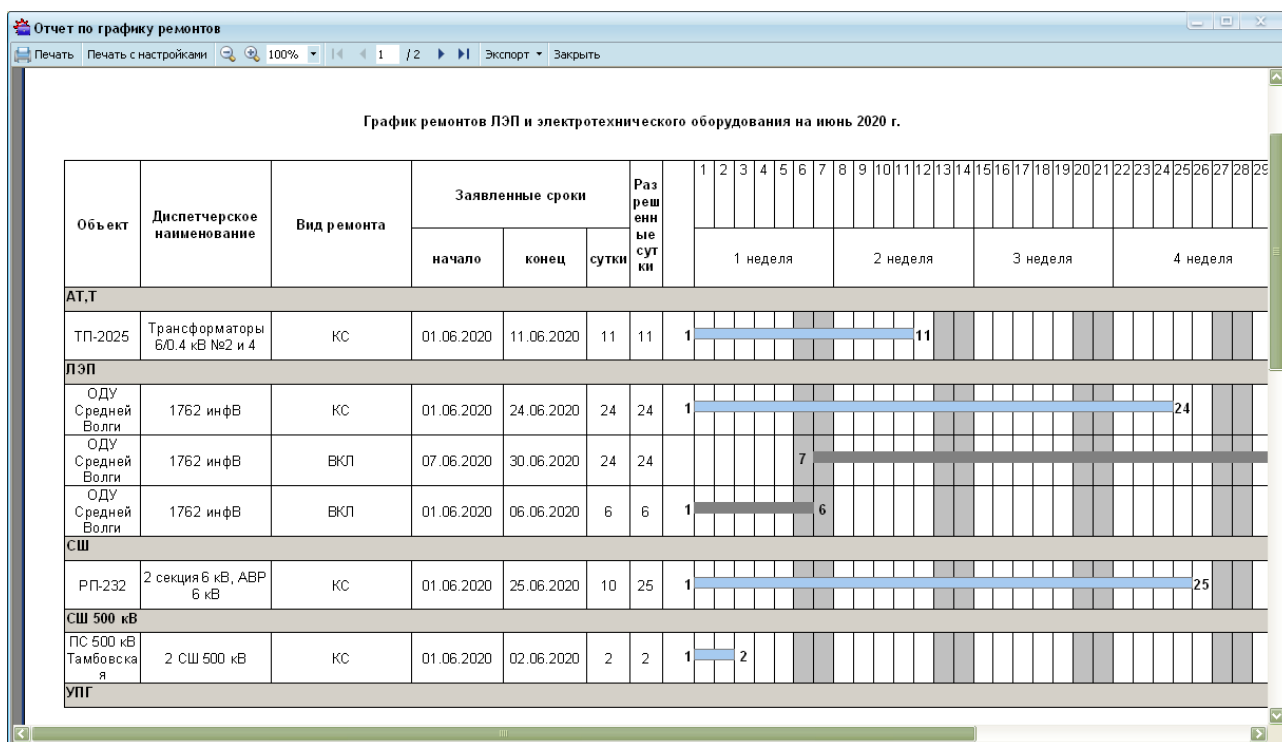 Отчет по графику ремонтов
Печать Печать с настройками 100% 1 / 2 Экспорт Закрыть
График ремонтов ЛЭП и электротехнического оборудования на июнь 2020 г.
Объект
Диспетчерское
наименование
Вид ремонта
Заявленные сроки
начало
конец
сутки
Раз
реш
енн
ые
сут
ки
1 2 3 4 5 6 7 8 9 10 11 12 13 14 15 16 17 18 19 20 21 22 23 24 25 26 27 28 29
1 неделя
2 неделя
3 неделя
4 неделя
АТ,Т
ТП-2025
Трансформаторы
6/0.4 кВ №2 и 4
КС
01.06.2020
11.06.2020
11
11
1
11
ЛЭП
ОДУ
Средней
Волги
1762 инфВ
КС
01.06.2020
24.06.2020
24
24
1
24
ОДУ
Средней
Волги
1762 инфВ
ВКЛ
07.06.2020
30.06.2020
24
24
7
ОДУ
Средней
Волги
1762 инфВ
ВКЛ
01.06.2020
06.06.2020
6
6
1
6
СШ
РП-232
2 секция 6 кВ, АВР
6 кВ
КС
01.06.2020
25.06.2020
10
25
1
25
СШ 500 кВ
ПС 500 кВ
Тамбовска
я
2 СШ 500 кВ
КС
01.06.2020
02.06.2020
2
2
1
2
УПГ